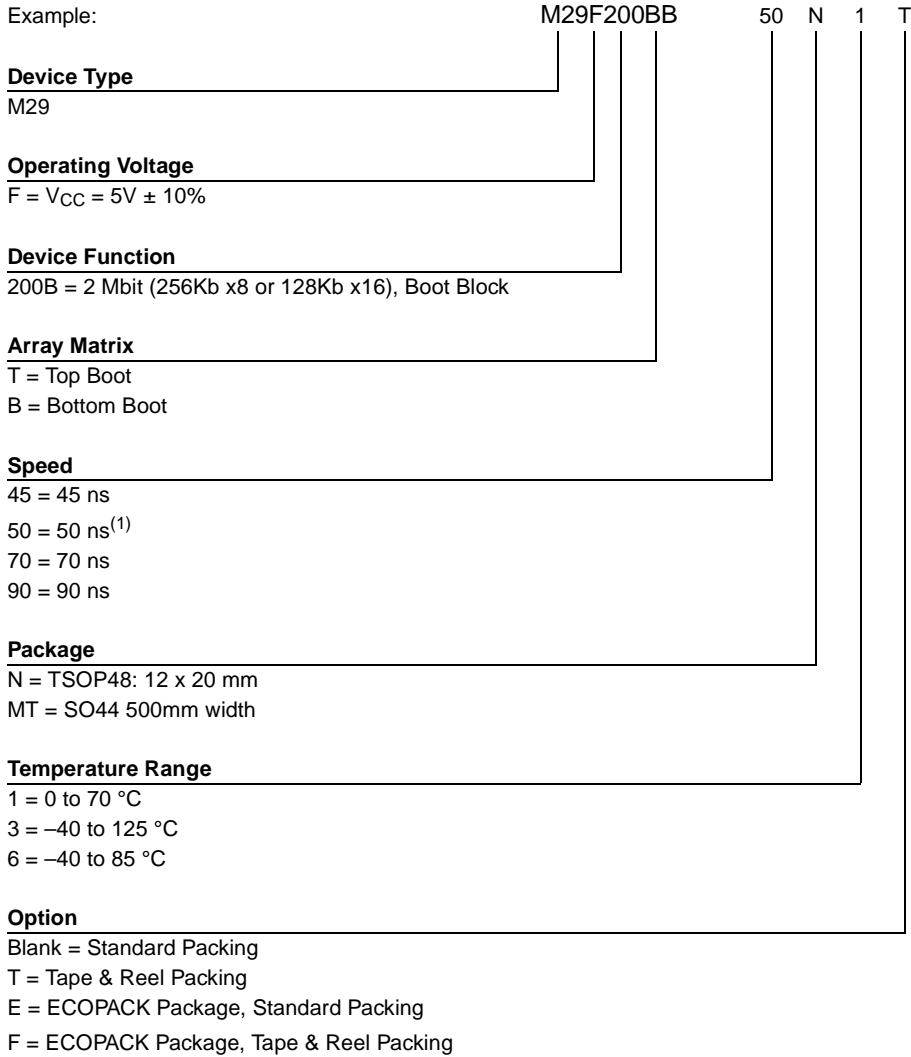 Example: M29F200BB 50 N 1 T
Device Type
M29
Operating Voltage
F = VCC = 5V ± 10%
Device Function
200B = 2 Mbit (256Kb x8 or 128Kb x16), Boot Block
Array Matrix
T = Top Boot
B = Bottom Boot
Speed
45 = 45 ns
50 = 50 ns(1)
70 = 70 ns
90 = 90 ns
Package
N = TSOP48: 12 x 20 mm
MT = SO44 500mm width
Temperature Range
1 = 0 to 70 °C
3 = –40 to 125 °C
6 = –40 to 85 °C
Option
Blank = Standard Packing
T = Tape & Reel Packing
E = ECOPACK Package, Standard Packing
F = ECOPACK Package, Tape & Reel Packing